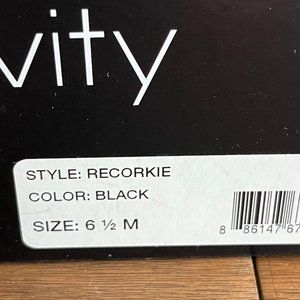 vity
STYLE: RECORKIE
COLOR: BLACK
SIZE: 6 ½ M
8 86147 67